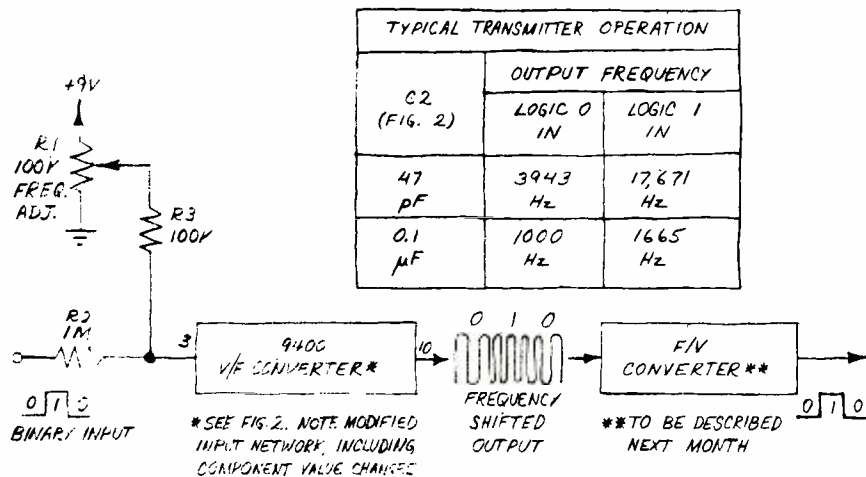 TYPICAL TRANSMITTER OPERATION
C2
(FIG. 2)
OUTPUT FREQUENCY
LOGIC 0
IN
LOGIC 1
IN
47
pF
3943
Hz
17,671
Hz
0.1
µF
1000
Hz
1665
Hz
+9V
R1
100K
FREQ.
ADJ.
R3
100K
R2
1M
3
9400
V/F CONVERTER*
10
0 1 0
F/V
CONVERTER**
0 1 0
BINARY INPUT
*SEE FIG. 2. NOTE MODIFIED
INPUT NETWORK, INCLUDING
COMPONENT VALUE CHANGES
FREQUENCY
SHIFTED
OUTPUT
**TO BE DESCRIBED
NEXT MONTH
0 1 0